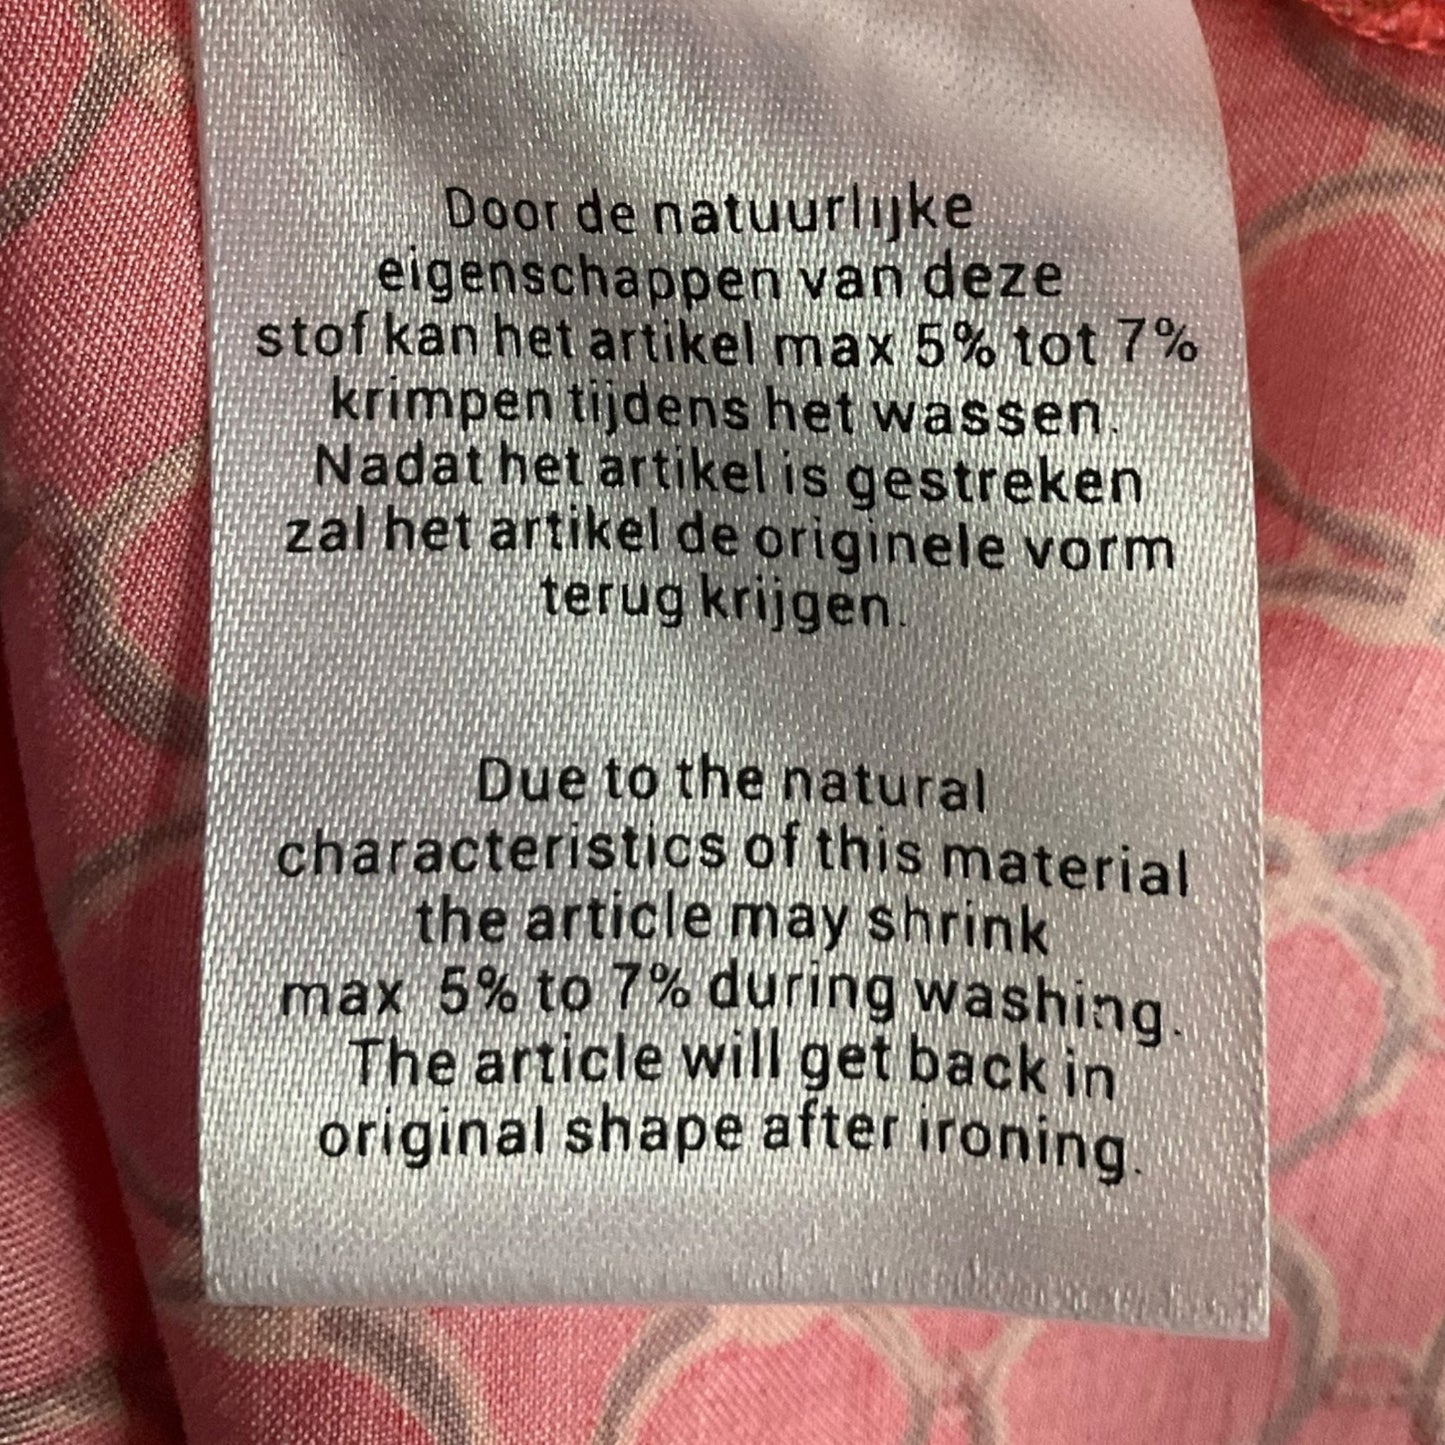 Door de natuurlijke
eigenschappen van deze
stof kan het artikel max 5% tot 7%
krimpen tijdens het wassen.
Nadat het artikel is gestreken
zal het artikel de originele vorm
terug krijgen.
Due to the natural
characteristics of this material
the article may shrink
max 5% to 7% during washing.
The article will get back in
original shape after ironing.